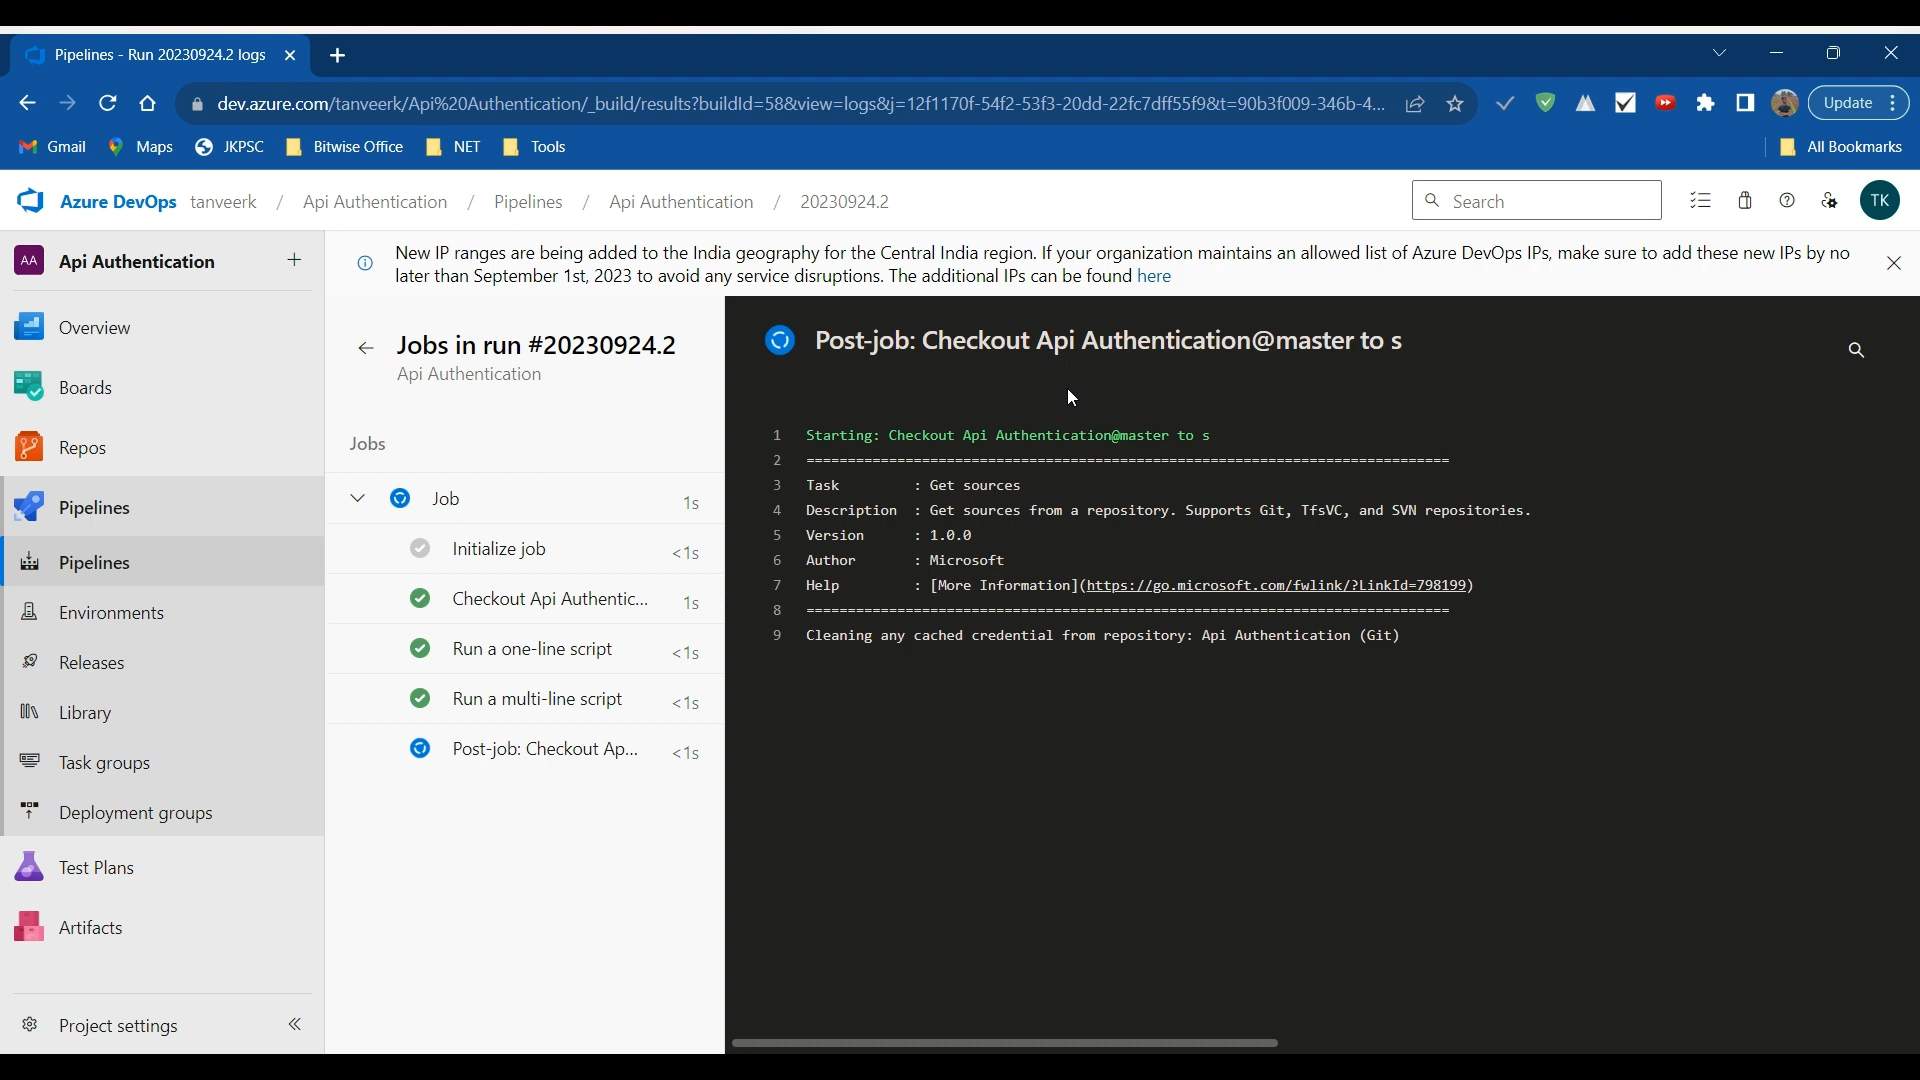 Pipelines - Run 20230924.2 logs
dev.azure.com/tanveerk/Api%20Authentication/_build/results?buildId=58&view=logs&j=12f1170f-54f2-53f3-20dd-22fc7dff55f9&t=90b3f009-346b-4...
Update
Gmail Maps JKPSC Bitwise Office NET Tools All Bookmarks
Azure DevOps tanveerk / Api Authentication / Pipelines / Api Authentication / 20230924.2
Search
TK
AA Api Authentication
New IP ranges are being added to the India geography for the Central India region. If your organization maintains an allowed list of Azure DevOps IPs, make sure to add these new IPs by no
later than September 1st, 2023 to avoid any service disruptions. The additional IPs can be found here
Overview
Boards
Repos
Pipelines
Pipelines
Environments
Releases
Library
Task groups
Deployment groups
Test Plans
Artifacts
Project settings
Jobs in run #20230924.2
Api Authentication
Jobs
Job 1s
Initialize job <1s
Checkout Api Authentic... 1s
Run a one-line script <1s
Run a multi-line script <1s
Post-job: Checkout Ap... <1s
Post-job: Checkout Api Authentication@master to s
1 Starting: Checkout Api Authentication@master to s
2 ==============================================================================
3 Task : Get sources
4 Description : Get sources from a repository. Supports Git, TfsVC, and SVN repositories.
5 Version : 1.0.0
6 Author : Microsoft
7 Help : [More Information](https://go.microsoft.com/fwlink/?LinkId=798199)
8 ==============================================================================
9 Cleaning any cached credential from repository: Api Authentication (Git)